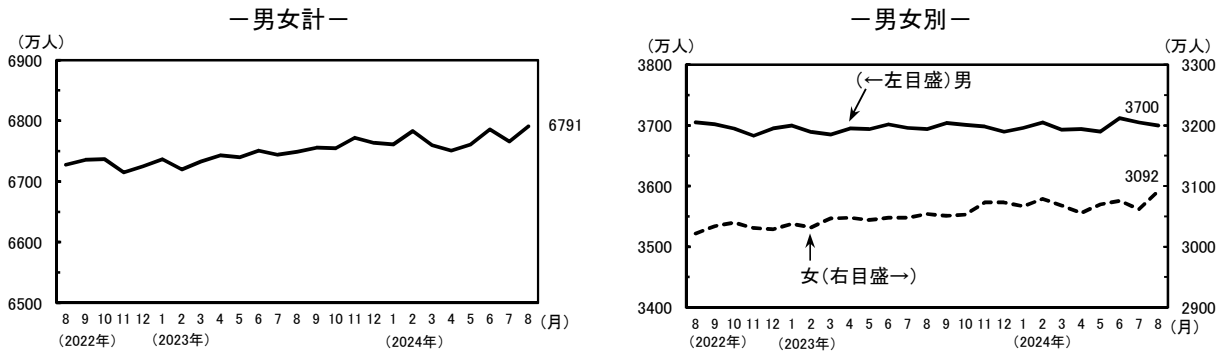 －男女計－
(万人)
6900
6800
6700
6600
6500
6791
8 9 10 11 12 1 2 3 4 5 6 7 8 9 10 11 12 1 2 3 4 5 6 7 8 (月)
(2022年) (2023年) (2024年)
－男女別－
(万人) (万人)
3800 3300
(←左目盛)男
3700 3700 3200
3092
3600 3100
3500 3000
女(右目盛→)
3400 2900
8 9 10 11 12 1 2 3 4 5 6 7 8 9 10 11 12 1 2 3 4 5 6 7 8 (月)
(2022年) (2023年) (2024年)